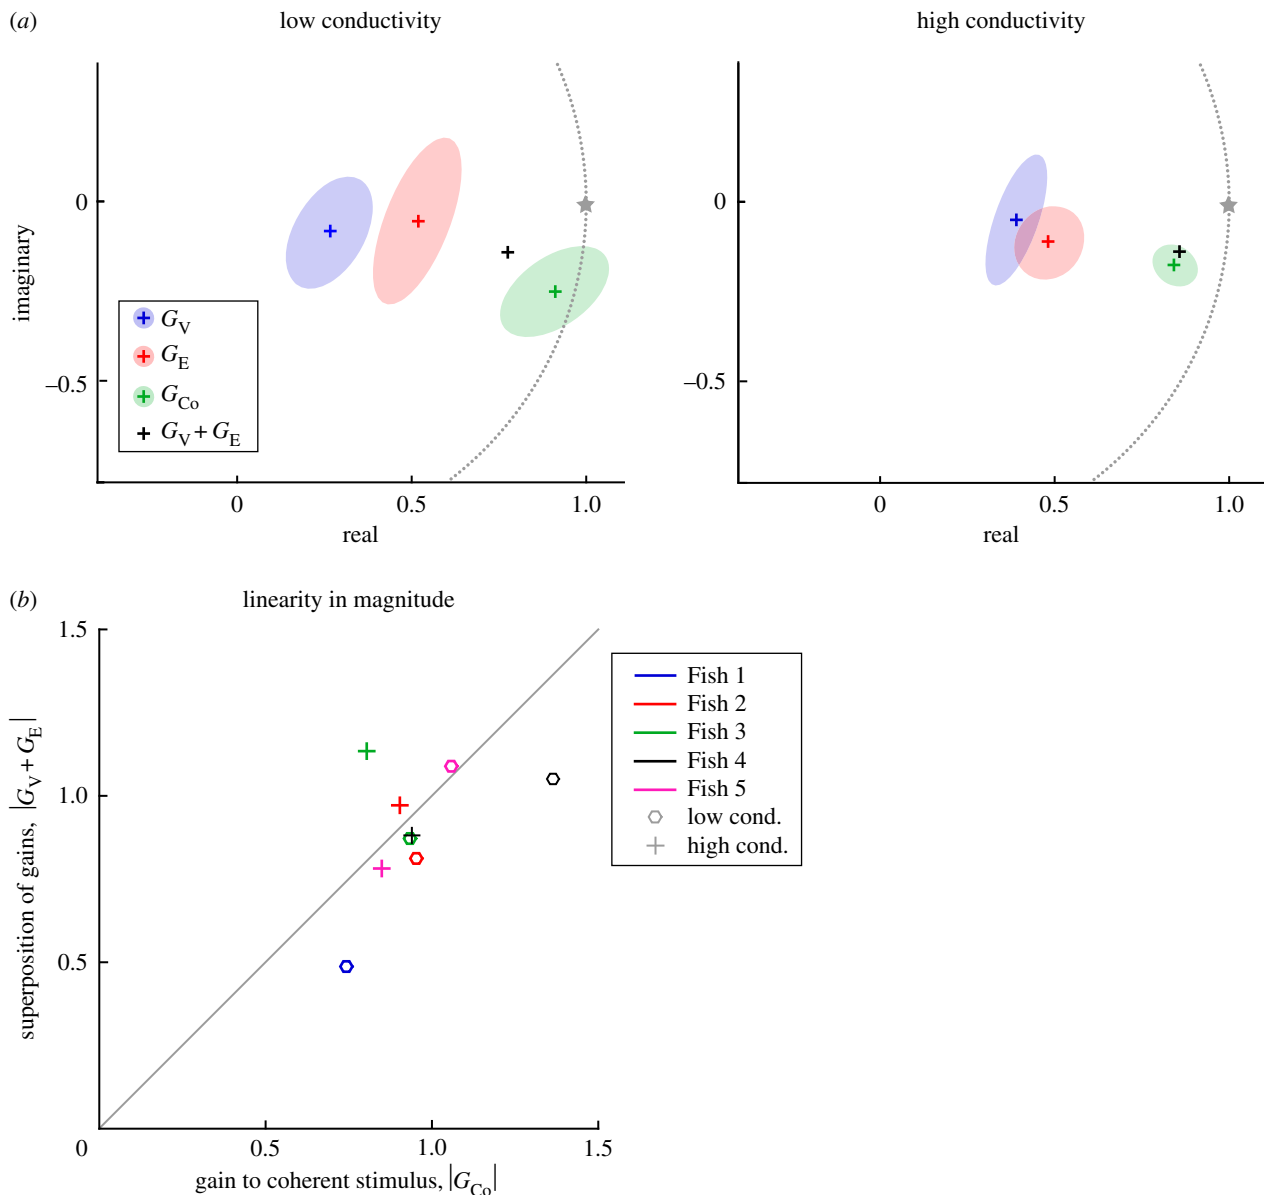 (a)
low conductivity
high conductivity
imaginary
0
–0.5
G_V
G_E
G_Co
G_V + G_E
0
0.5
1.0
real
0
–0.5
0
0.5
1.0
real
(b)
linearity in magnitude
superposition of gains, |G_V + G_E|
1.5
1.0
0.5
0
0.5
1.0
1.5
gain to coherent stimulus, |G_Co|
Fish 1
Fish 2
Fish 3
Fish 4
Fish 5
low cond.
high cond.